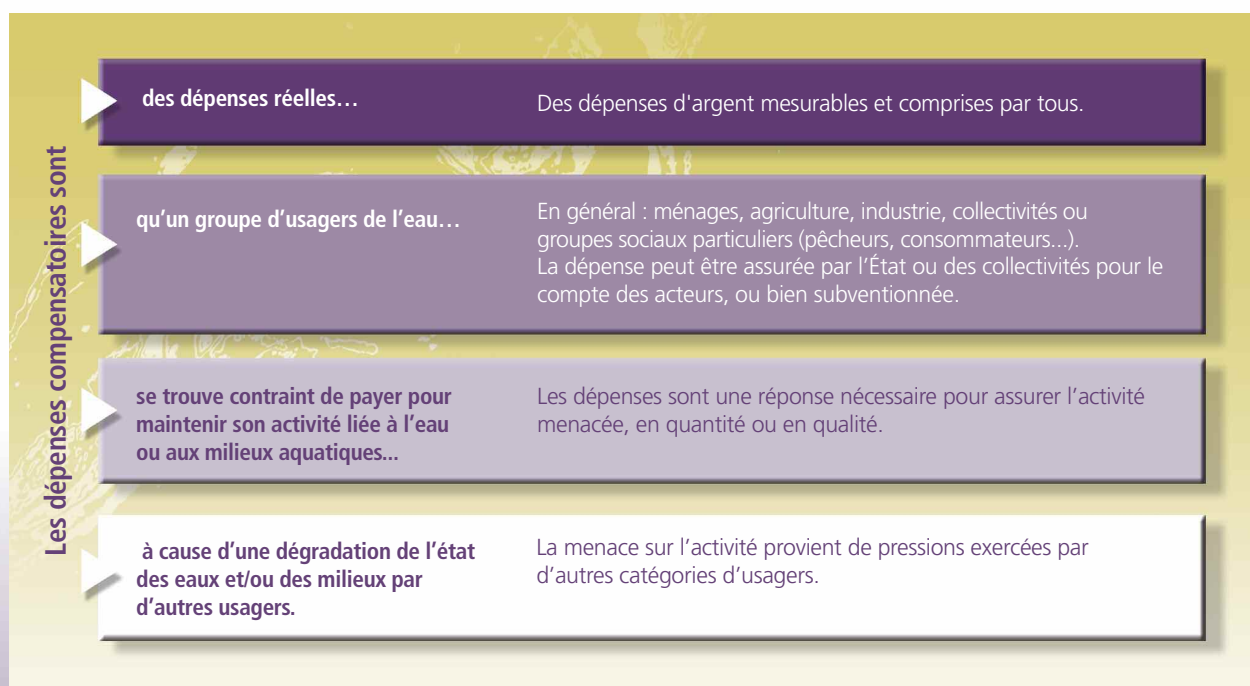 Les dépenses compensatoires sont
des dépenses réelles…
Des dépenses d'argent mesurables et comprises par tous.
qu’un groupe d’usagers de l’eau…
En général : ménages, agriculture, industrie, collectivités ou
groupes sociaux particuliers (pêcheurs, consommateurs...).
La dépense peut être assurée par l’État ou des collectivités pour le
compte des acteurs, ou bien subventionnée.
se trouve contraint de payer pour
maintenir son activité liée à l’eau
ou aux milieux aquatiques...
Les dépenses sont une réponse nécessaire pour assurer l’activité
menacée, en quantité ou en qualité.
à cause d’une dégradation de l’état
des eaux et/ou des milieux par
d’autres usagers.
La menace sur l’activité provient de pressions exercées par
d’autres catégories d’usagers.